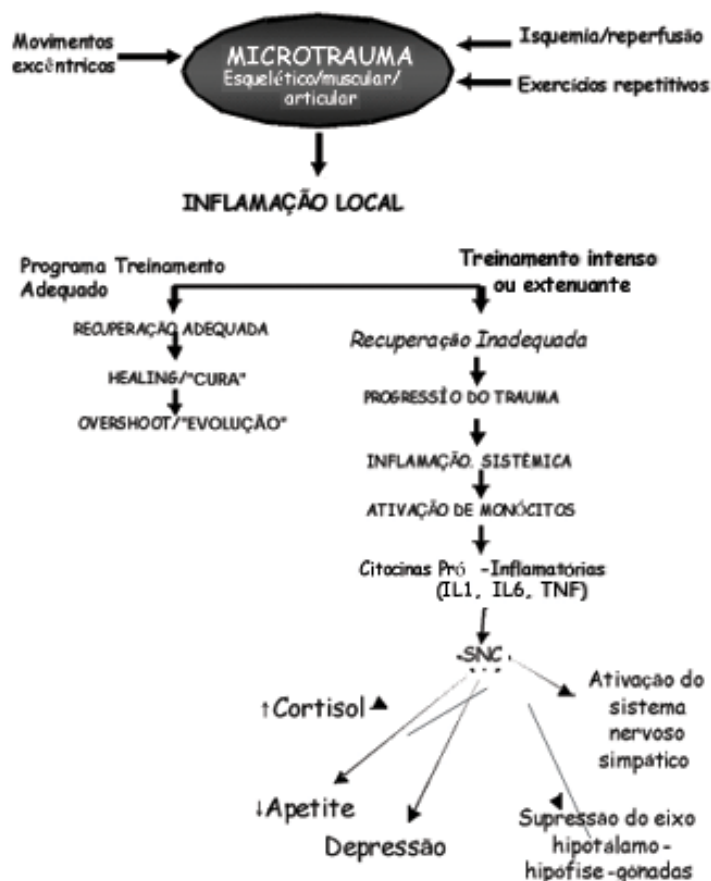 Movimentos
excêntricos
MICROTRAUMA
Esquelético/muscular/
articular
Isquemia/reperfusão
Exercícios repetitivos
INFLAMAÇÃO LOCAL
Programa Treinamento
Adequado
Treinamento intenso
ou extenuante
RECUPERAÇÃO ADEQUADA
HEALING/"CURA"
OVERSHOOT/"EVOLUÇÃO"
Recuperação Inadequada
PROGRESSÌO DO TRAUMA
INFLAMAÇÃO. SISTÊMICA
ATIVAÇÃO DE MONÓCITOS
Citocinas Pró -Inflamatórias
(IL1, IL6, TNF)
SNC
↑Cortisol
↓Apetite
Depressão
Ativação do
sistema
nervoso
simpático
Supressão do eixo
hipotálamo-
hipófise-gônadas